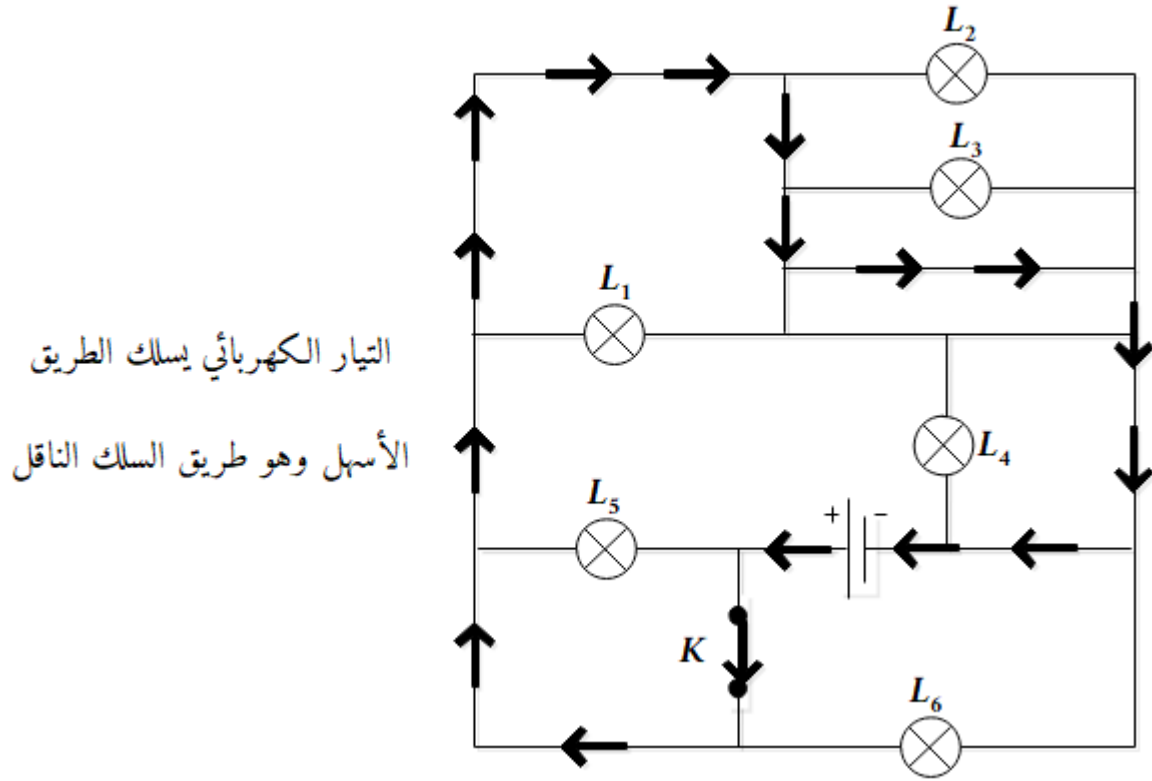 L₂
L₃
L₁
التيار الكهربائي يسلك الطريق
الأسهل وهو طريق السلك الناقل
L₄
L₅
+ −
K
L₆